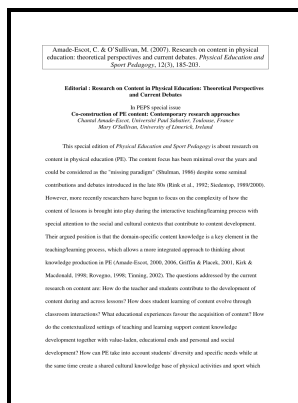 Amade-Escot, C. & O'Sullivan, M. (2007). Research on content in physical
education: theoretical perspectives and current debates. Physical Education and
Sport Pedagogy, 12(3), 185-203.
Editorial : Research on Content in Physical Education: Theoretical Perspectives
and Current Debates
In PEPS special issue
Co-construction of PE content: Contemporary research approaches
Chantal Amade-Escot, Université Paul Sabatier, Toulouse, France
Mary O'Sullivan, University of Limerick, Ireland
This special edition of Physical Education and Sport Pedagogy is about research on
content in physical education (PE). The content focus has been minimal over the years and
could be considered as the "missing paradigm" (Shulman, 1986) despite some seminal
contributions and debates introduced in the late 80s (Rink et al., 1992; Siedentop, 1989/2000).
However, more recently researchers have begun to focus on the complexity of how the
content of lessons is brought into play during the interactive teaching/learning process with
special attention to the social and cultural contexts that contribute to content development.
Their argued position is that the domain-specific content knowledge is a key element in the
teaching/learning process, which allows a more integrated approach to thinking about
knowledge production in PE (Amade-Escot, 2000, 2006, Griffin & Placek, 2001, Kirk &
Macdonald, 1998; Rovegno, 1998; Tinning, 2002). The questions addressed by the current
research on content are: How do the teacher and students contribute to the development of
content during and across lessons? How does student learning of content evolve through
classroom interactions? What educational experiences favour the acquisition of content? How
do the contextualized settings of teaching and learning support content knowledge
development together with value-laden, educational ends and personal and social
development? How can PE take into account students' diversity and specific needs while at
the same time create a shared cultural knowledge base of physical activities and sport which